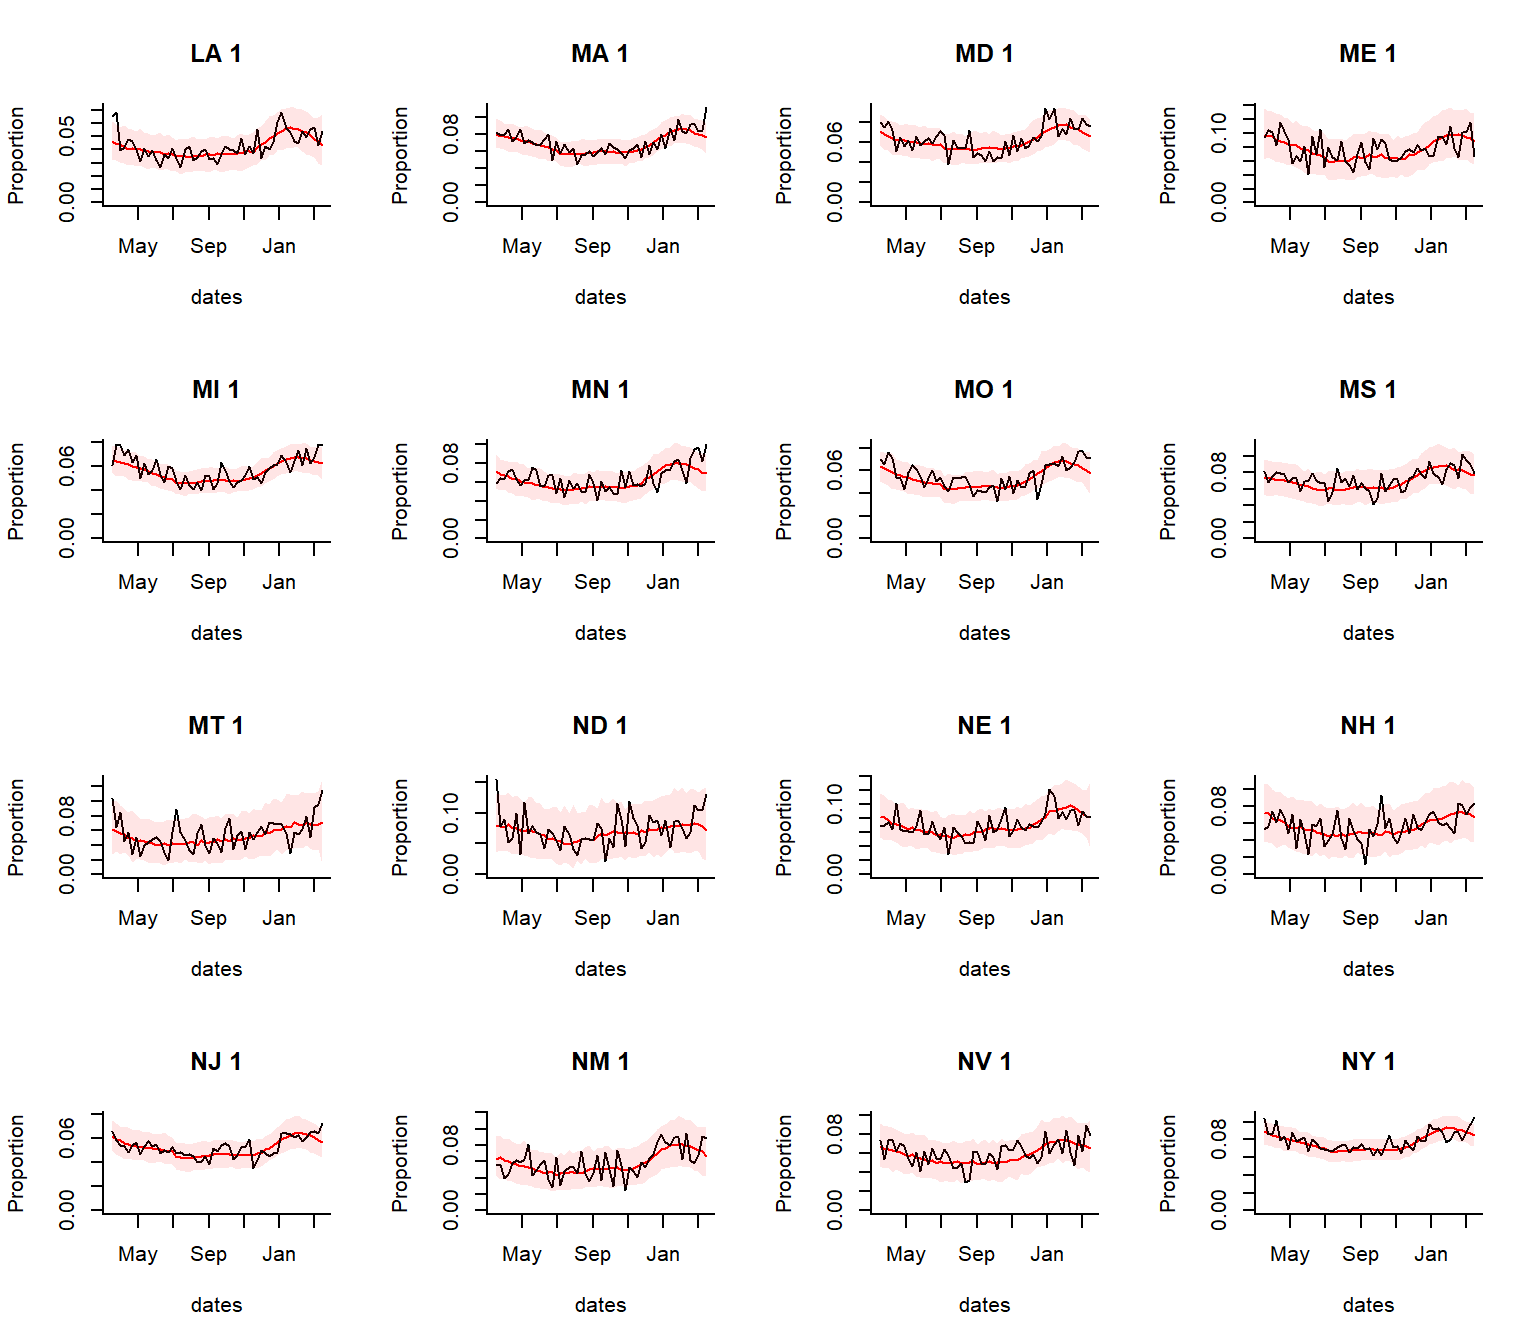 LA 1
Proportion
0.05
0.00
May Sep Jan
dates
MA 1
Proportion
0.08
0.00
May Sep Jan
dates
MD 1
Proportion
0.06
0.00
May Sep Jan
dates
ME 1
Proportion
0.10
0.00
May Sep Jan
dates
MI 1
Proportion
0.06
0.00
May Sep Jan
dates
MN 1
Proportion
0.08
0.00
May Sep Jan
dates
MO 1
Proportion
0.06
0.00
May Sep Jan
dates
MS 1
Proportion
0.08
0.00
May Sep Jan
dates
MT 1
Proportion
0.08
0.00
May Sep Jan
dates
ND 1
Proportion
0.10
0.00
May Sep Jan
dates
NE 1
Proportion
0.10
0.00
May Sep Jan
dates
NH 1
Proportion
0.08
0.00
May Sep Jan
dates
NJ 1
Proportion
0.06
0.00
May Sep Jan
dates
NM 1
Proportion
0.08
0.00
May Sep Jan
dates
NV 1
Proportion
0.08
0.00
May Sep Jan
dates
NY 1
Proportion
0.08
0.00
May Sep Jan
dates